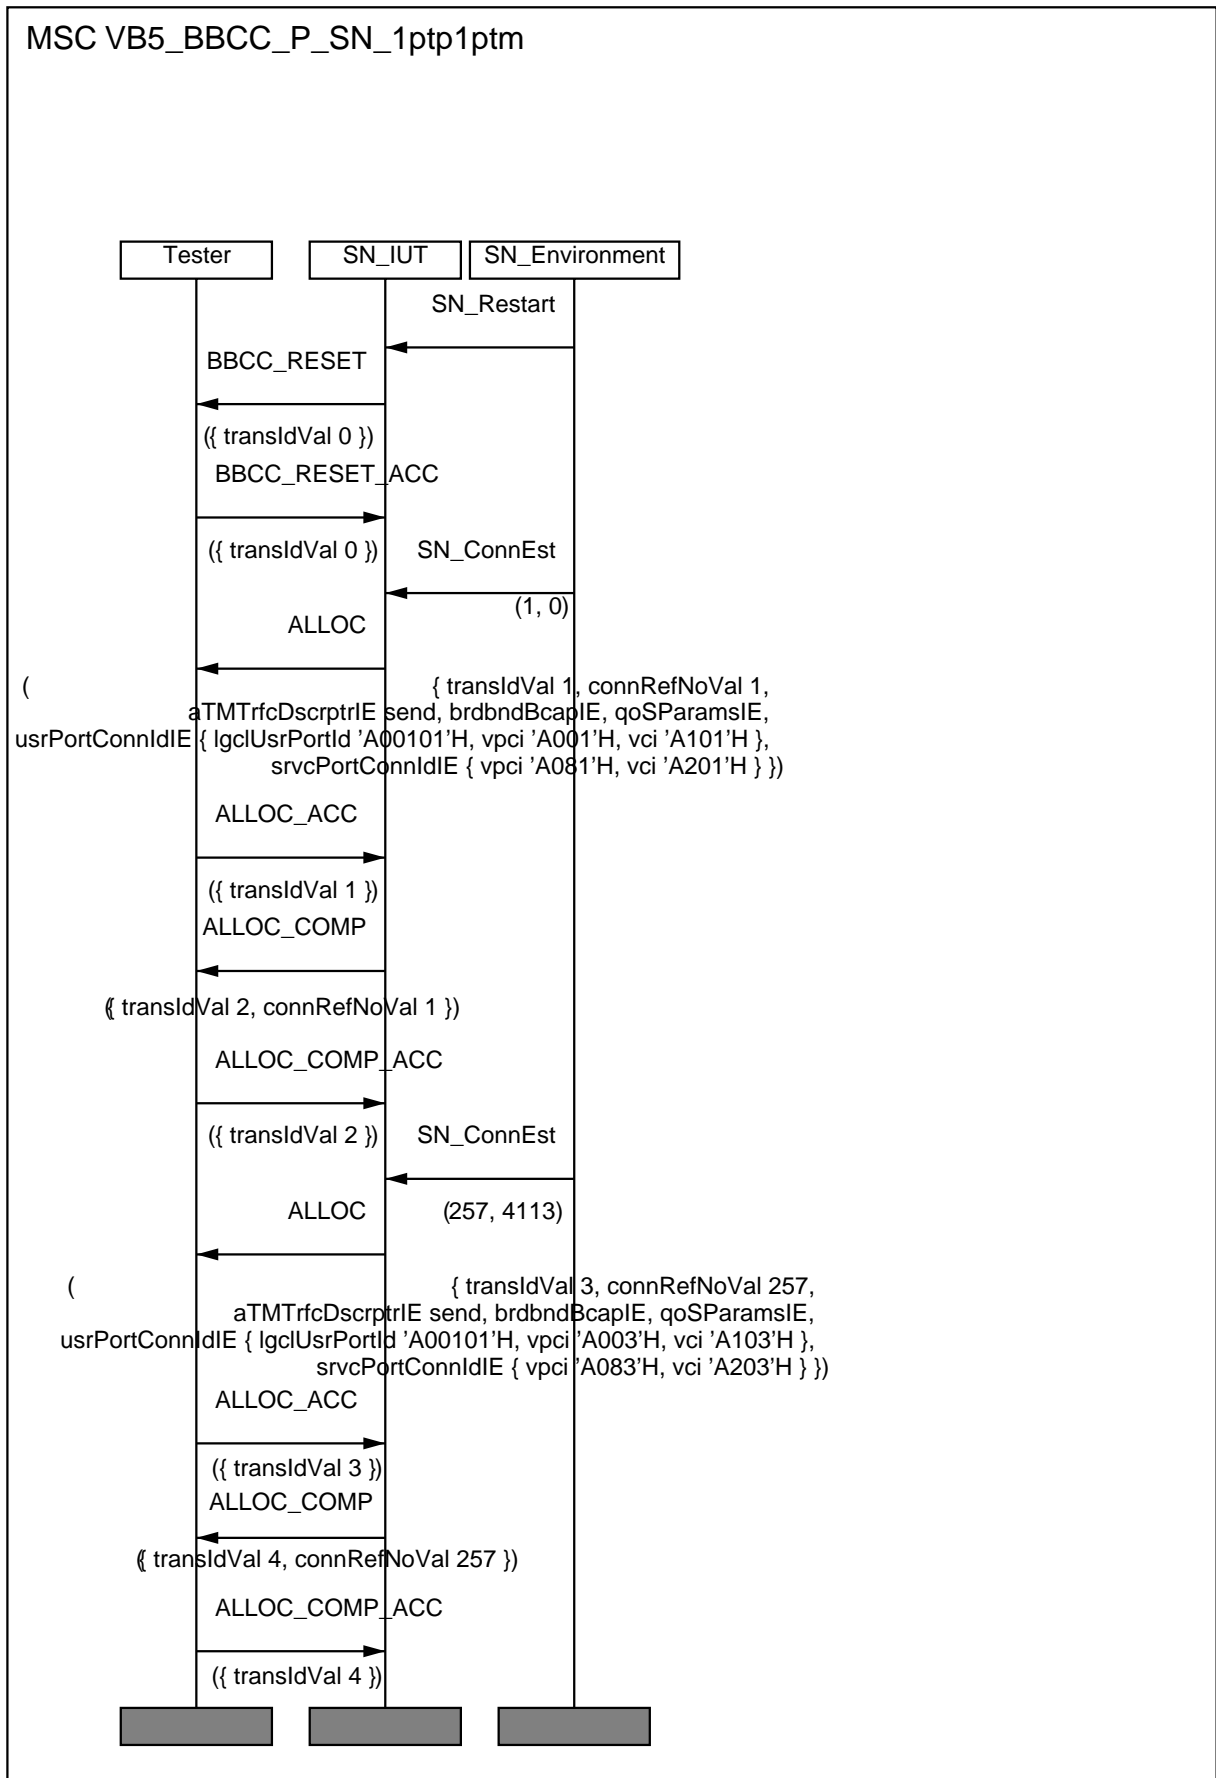 MSC VB5_BBCC_P_SN_1ptp1ptm
Tester SN_IUT SN_Environment
SN_Restart
BBCC_RESET
({ transIdVal 0 })
BBCC_RESET_ACC
({ transIdVal 0 }) SN_ConnEst
(1, 0)
ALLOC
( { transIdVal 1, connRefNoVal 1,
aTMTrfcDscrptrIE send, brdbndBcapIE, qoSParamsIE,
usrPortConnIdIE { lgclUsrPortId ’A00101’H, vpci ’A001’H, vci ’A101’H },
srvcPortConnIdIE { vpci ’A081’H, vci ’A201’H } })
ALLOC_ACC
({ transIdVal 1 })
ALLOC_COMP
({ transIdVal 2, connRefNoVal 1 })
ALLOC_COMP_ACC
({ transIdVal 2 }) SN_ConnEst
ALLOC (257, 4113)
( { transIdVal 3, connRefNoVal 257,
aTMTrfcDscrptrIE send, brdbndBcapIE, qoSParamsIE,
usrPortConnIdIE { lgclUsrPortId ’A00101’H, vpci ’A003’H, vci ’A103’H },
srvcPortConnIdIE { vpci ’A083’H, vci ’A203’H } })
ALLOC_ACC
({ transIdVal 3 })
ALLOC_COMP
({ transIdVal 4, connRefNoVal 257 })
ALLOC_COMP_ACC
({ transIdVal 4 })